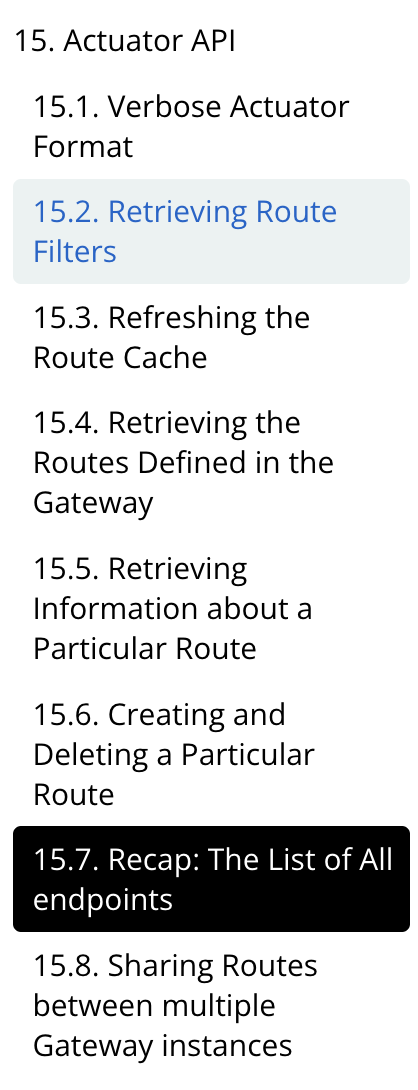 15. Actuator API
15.1. Verbose Actuator
Format
15.2. Retrieving Route
Filters
15.3. Refreshing the
Route Cache
15.4. Retrieving the
Routes Defined in the
Gateway
15.5. Retrieving
Information about a
Particular Route
15.6. Creating and
Deleting a Particular
Route
15.7. Recap: The List of All
endpoints
15.8. Sharing Routes
between multiple
Gateway instances